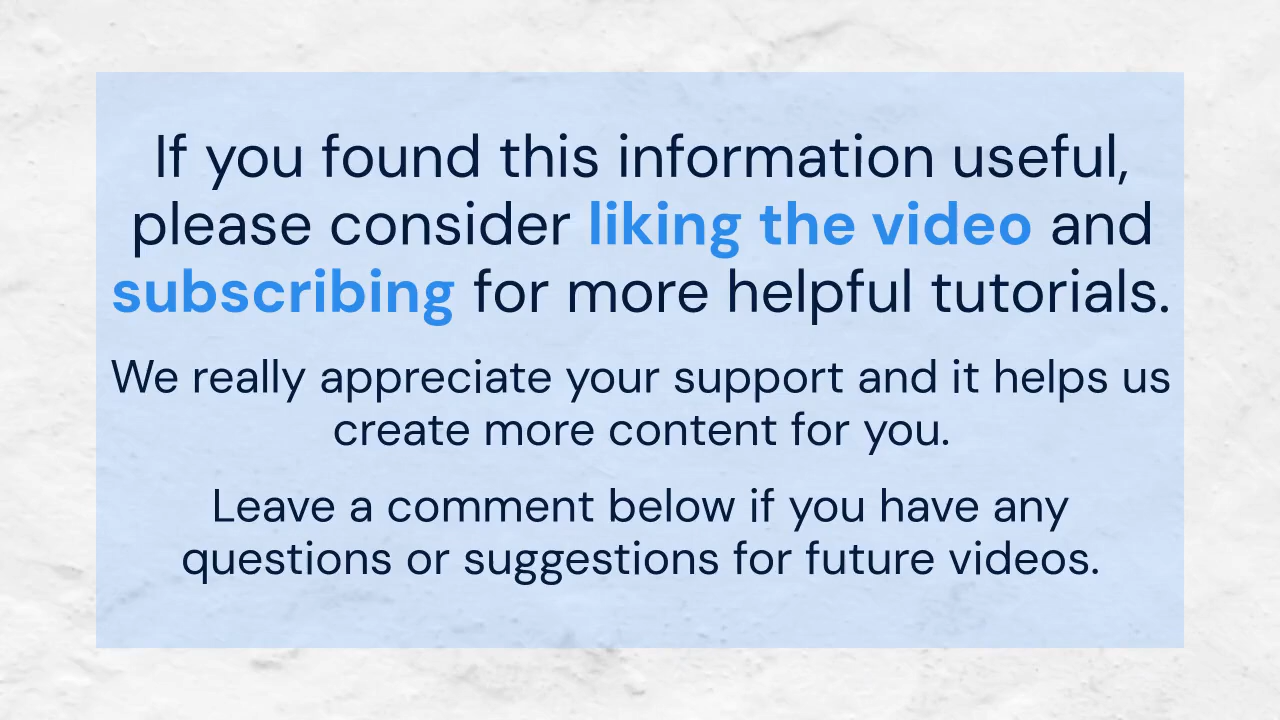 If you found this information useful,
please consider liking the video and
subscribing for more helpful tutorials.
We really appreciate your support and it helps us
create more content for you.
Leave a comment below if you have any
questions or suggestions for future videos.